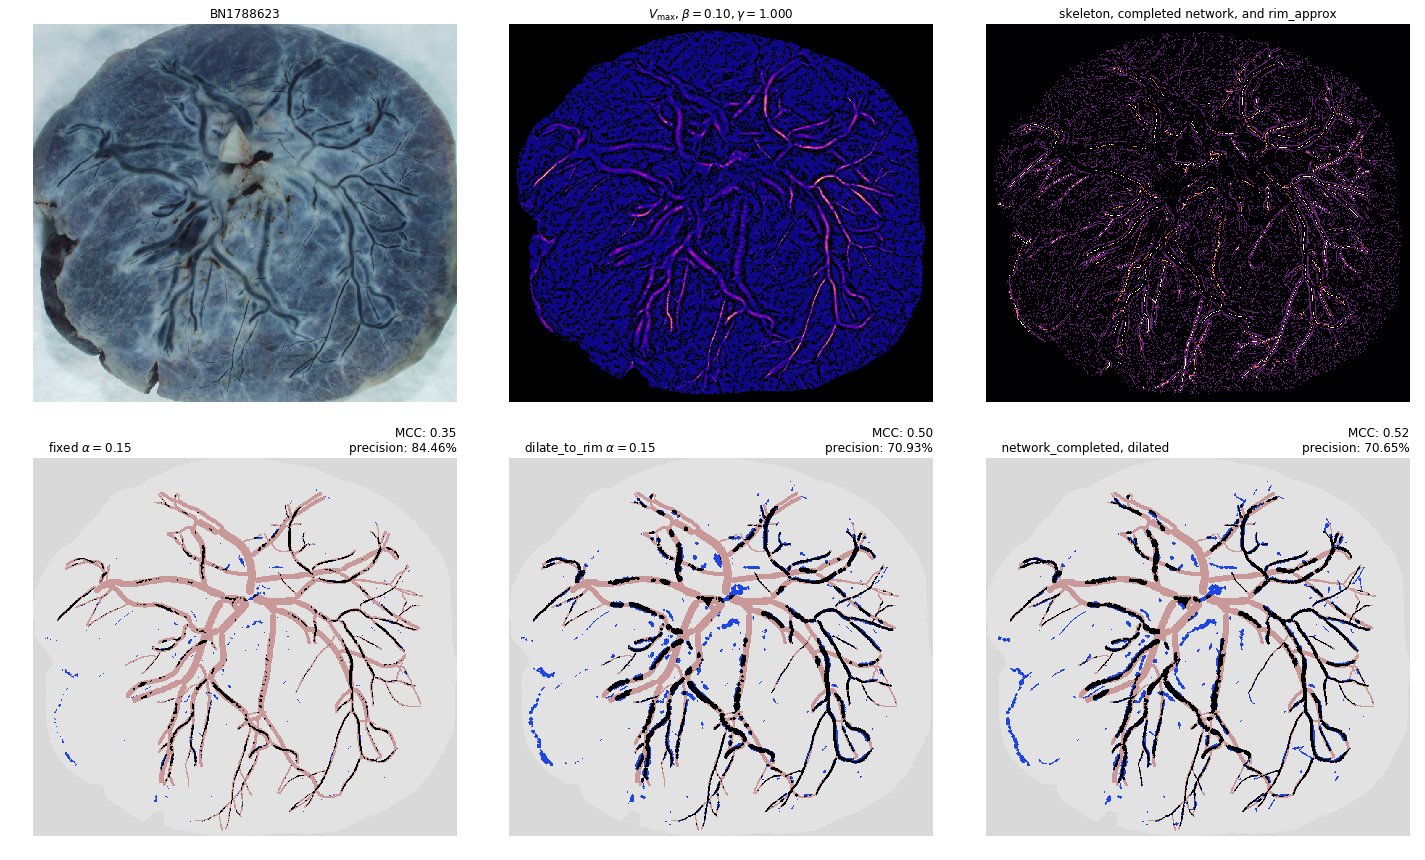 BN1788623
V_max, β = 0.10, γ = 1.000
skeleton, completed network, and rim_approx
fixed α = 0.15
MCC: 0.35
precision: 84.46%
dilate_to_rim α = 0.15
MCC: 0.50
precision: 70.93%
network_completed, dilated
MCC: 0.52
precision: 70.65%